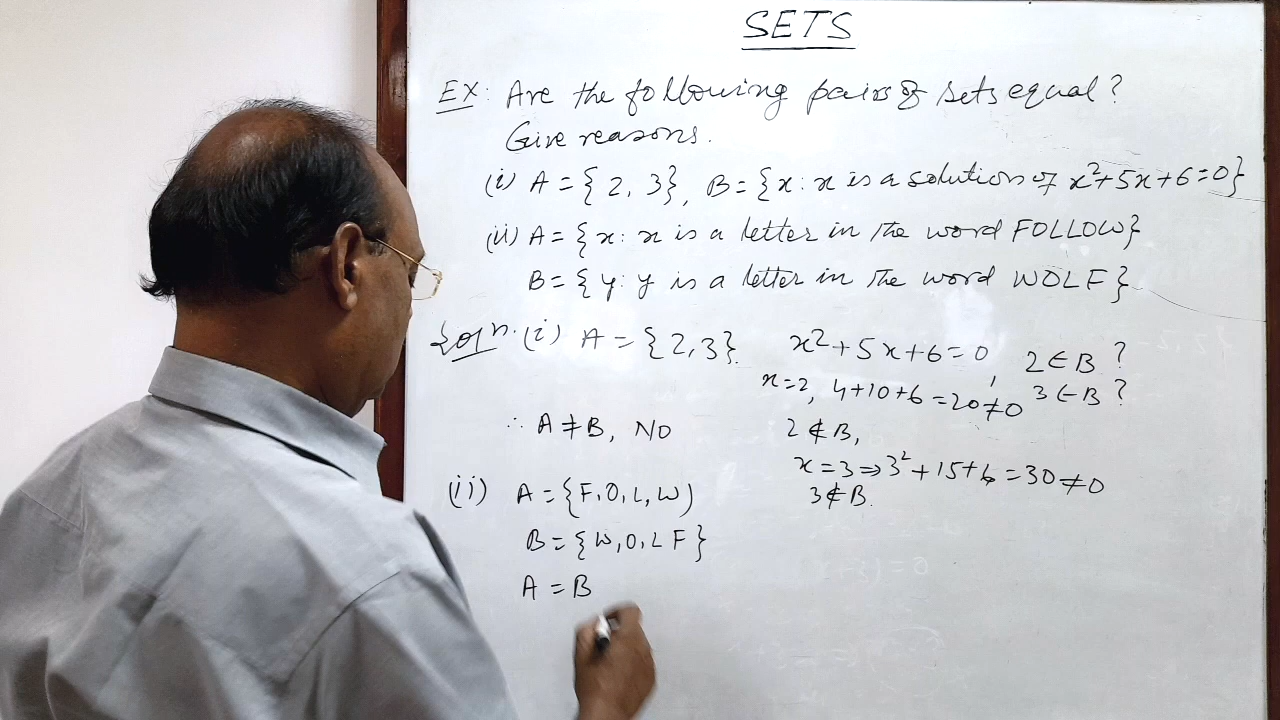 SETS
EX: Are the following pairs of sets equal?
Give reasons.
(i) A = {2, 3}, B = {x: x is a solution of x²+5x+6=0}
(ii) A = {x: x is a letter in the word FOLLOW}
B = {y: y is a letter in the word WOLF}
Solⁿ. (i) A = {2,3}. x²+5x+6=0, 2∈B ?
x=2, 4+10+6=20≠0 3∈B ?
∴ A≠B, NO 2∉B,
x=3⇒3²+15+6=30≠0
3∉B.
(ii) A={F,O,L,W)
B={W,O,L F}
A=B